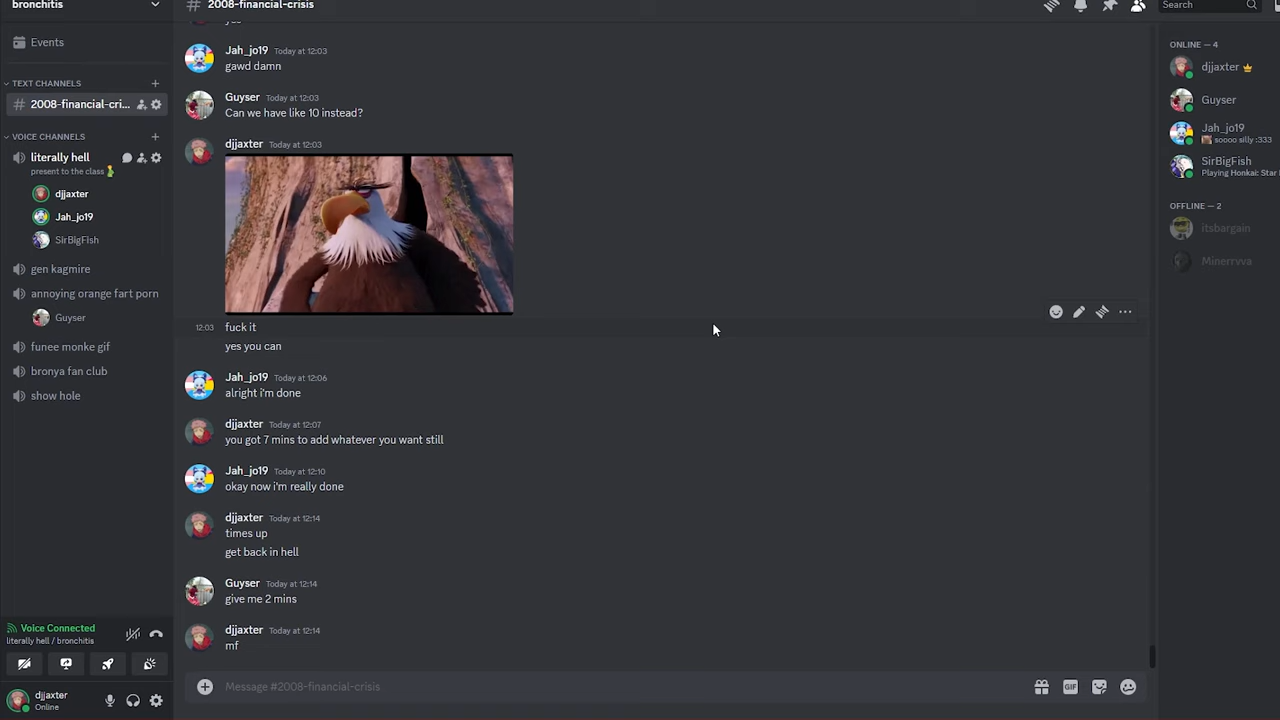 bronchitis
2008-financial-crisis
Search
Events
TEXT CHANNELS
2008-financial-cri...
VOICE CHANNELS
literally hell
present to the class
djjaxter
Jah_jo19
SirBigFish
gen kagmire
annoying orange fart porn
Guyser
funee monke gif
bronya fan club
show hole
Voice Connected
literally hell / bronchitis
djjaxter
Online
yes
Jah_jo19 Today at 12:03
gawd damn
Guyser Today at 12:03
Can we have like 10 instead?
djjaxter Today at 12:03
12:03 fuck it
yes you can
Jah_jo19 Today at 12:06
alright i'm done
djjaxter Today at 12:07
you got 7 mins to add whatever you want still
Jah_jo19 Today at 12:10
okay now i'm really done
djjaxter Today at 12:14
times up
get back in hell
Guyser Today at 12:14
give me 2 mins
djjaxter Today at 12:14
mf
Message #2008-financial-crisis
GIF
ONLINE — 4
djjaxter
Guyser
Jah_jo19
soooo silly :333
SirBigFish
Playing Honkai: Star
OFFLINE — 2
itsbargain
Minerrvva